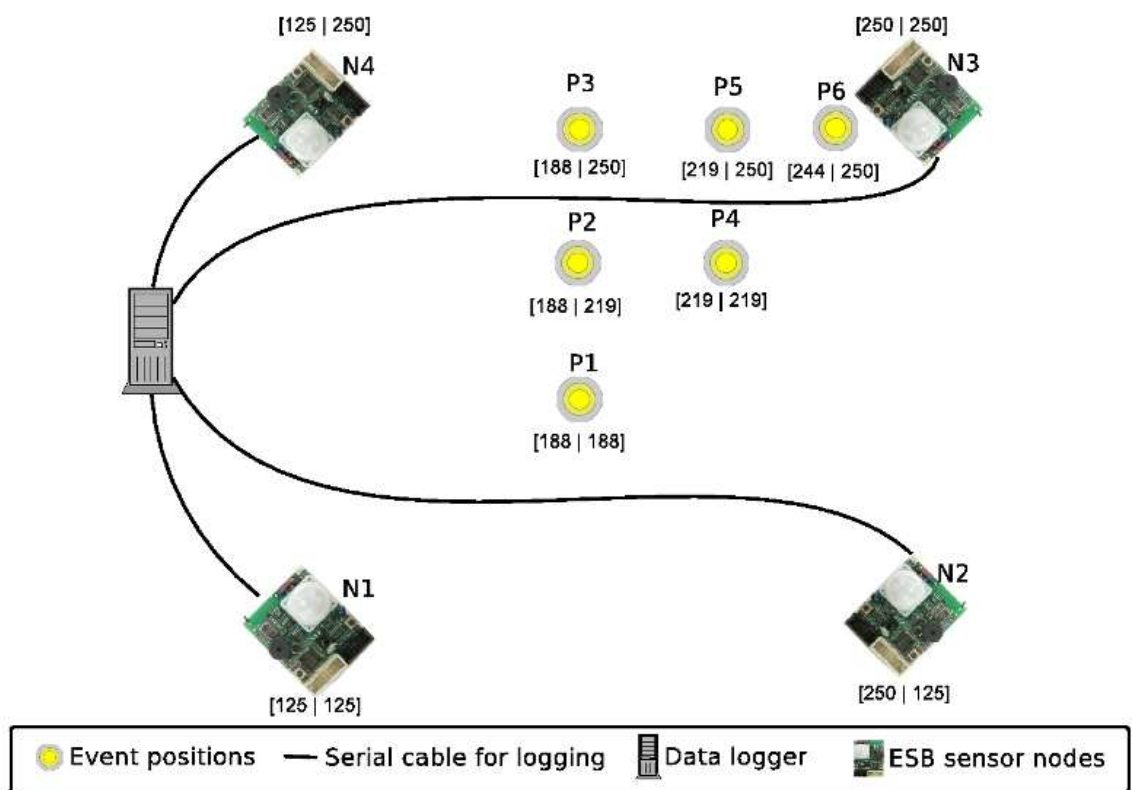 [125 | 250]
[250 | 250]
N4
N3
P3
P5
P6
[188 | 250]
[219 | 250]
[244 | 250]
P2
P4
[188 | 219]
[219 | 219]
P1
[188 | 188]
N1
N2
[125 | 125]
[250 | 125]
Event positions
Serial cable for logging
Data logger
ESB sensor nodes